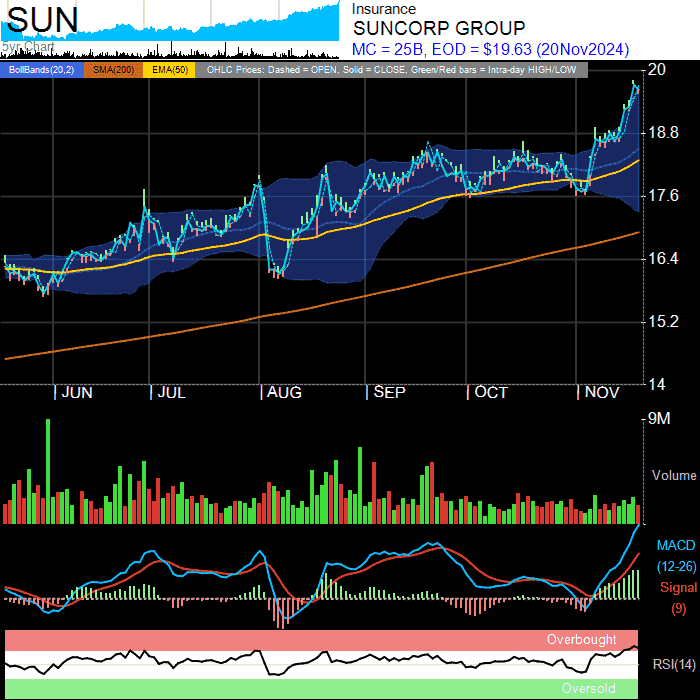 SUN
5yr Chart
Insurance
SUNCORP GROUP
MC = 25B, EOD = $19.63 (20Nov2024)
BollBands(20,2) SMA(200) EMA(50) OHLC Prices: Dashed = OPEN, Solid = CLOSE, Green/Red bars = Intra-day HIGH/LOW
20
18.8
17.6
16.4
15.2
14
JUN JUL AUG SEP OCT NOV
9M
Volume
MACD
(12-26)
Signal
(9)
Overbought
RSI(14)
Oversold